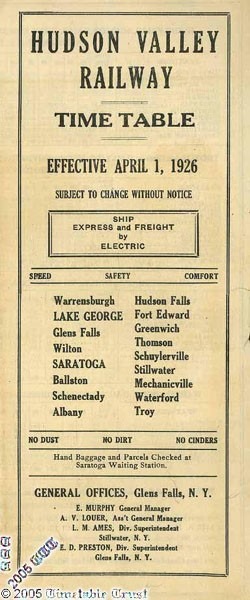 HUDSON VALLEY
RAILWAY
TIME TABLE
EFFECTIVE APRIL 1, 1926
SUBJECT TO CHANGE WITHOUT NOTICE
SHIP
EXPRESS and FREIGHT
by
ELECTRIC
SPEED SAFETY COMFORT
Warrensburgh
LAKE GEORGE
Glens Falls
Wilton
SARATOGA
Ballston
Schenectady
Albany
Hudson Falls
Fort Edward
Greenwich
Thomson
Schuylerville
Stillwater
Mechanicville
Waterford
Troy
NO DUST NO DIRT NO CINDERS
Hand Baggage and Parcels Checked at
Saratoga Waiting Station.
GENERAL OFFICES, Glens Falls, N. Y.
E. MURPHY General Manager
A. V. LOUER, Ass't General Manager
L. M. AMES, Div. Superintendent
Stillwater, N. Y.
E. D. PRESTON, Div. Superintendent
Glens Falls, N. Y.
© 2005 Timetable Trust
2005